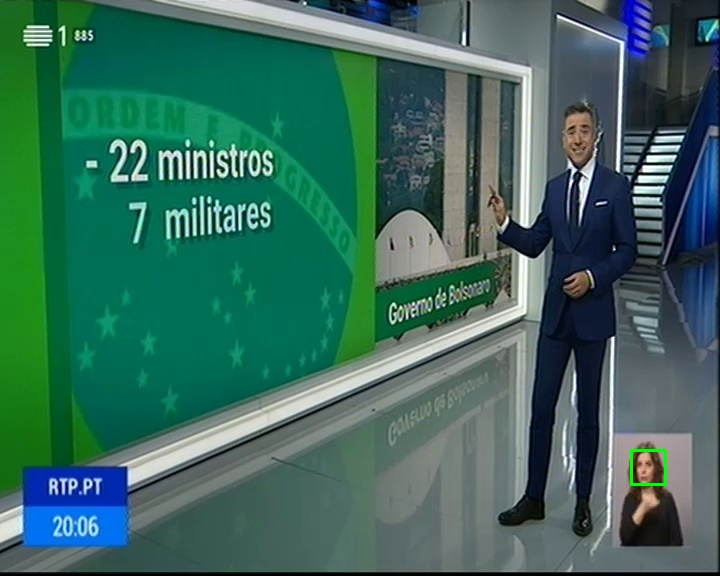 1 885
ORDEM E PROGRESSO
- 22 ministros
7 militares
Governo de Bolsonaro
RTP.PT
20:06